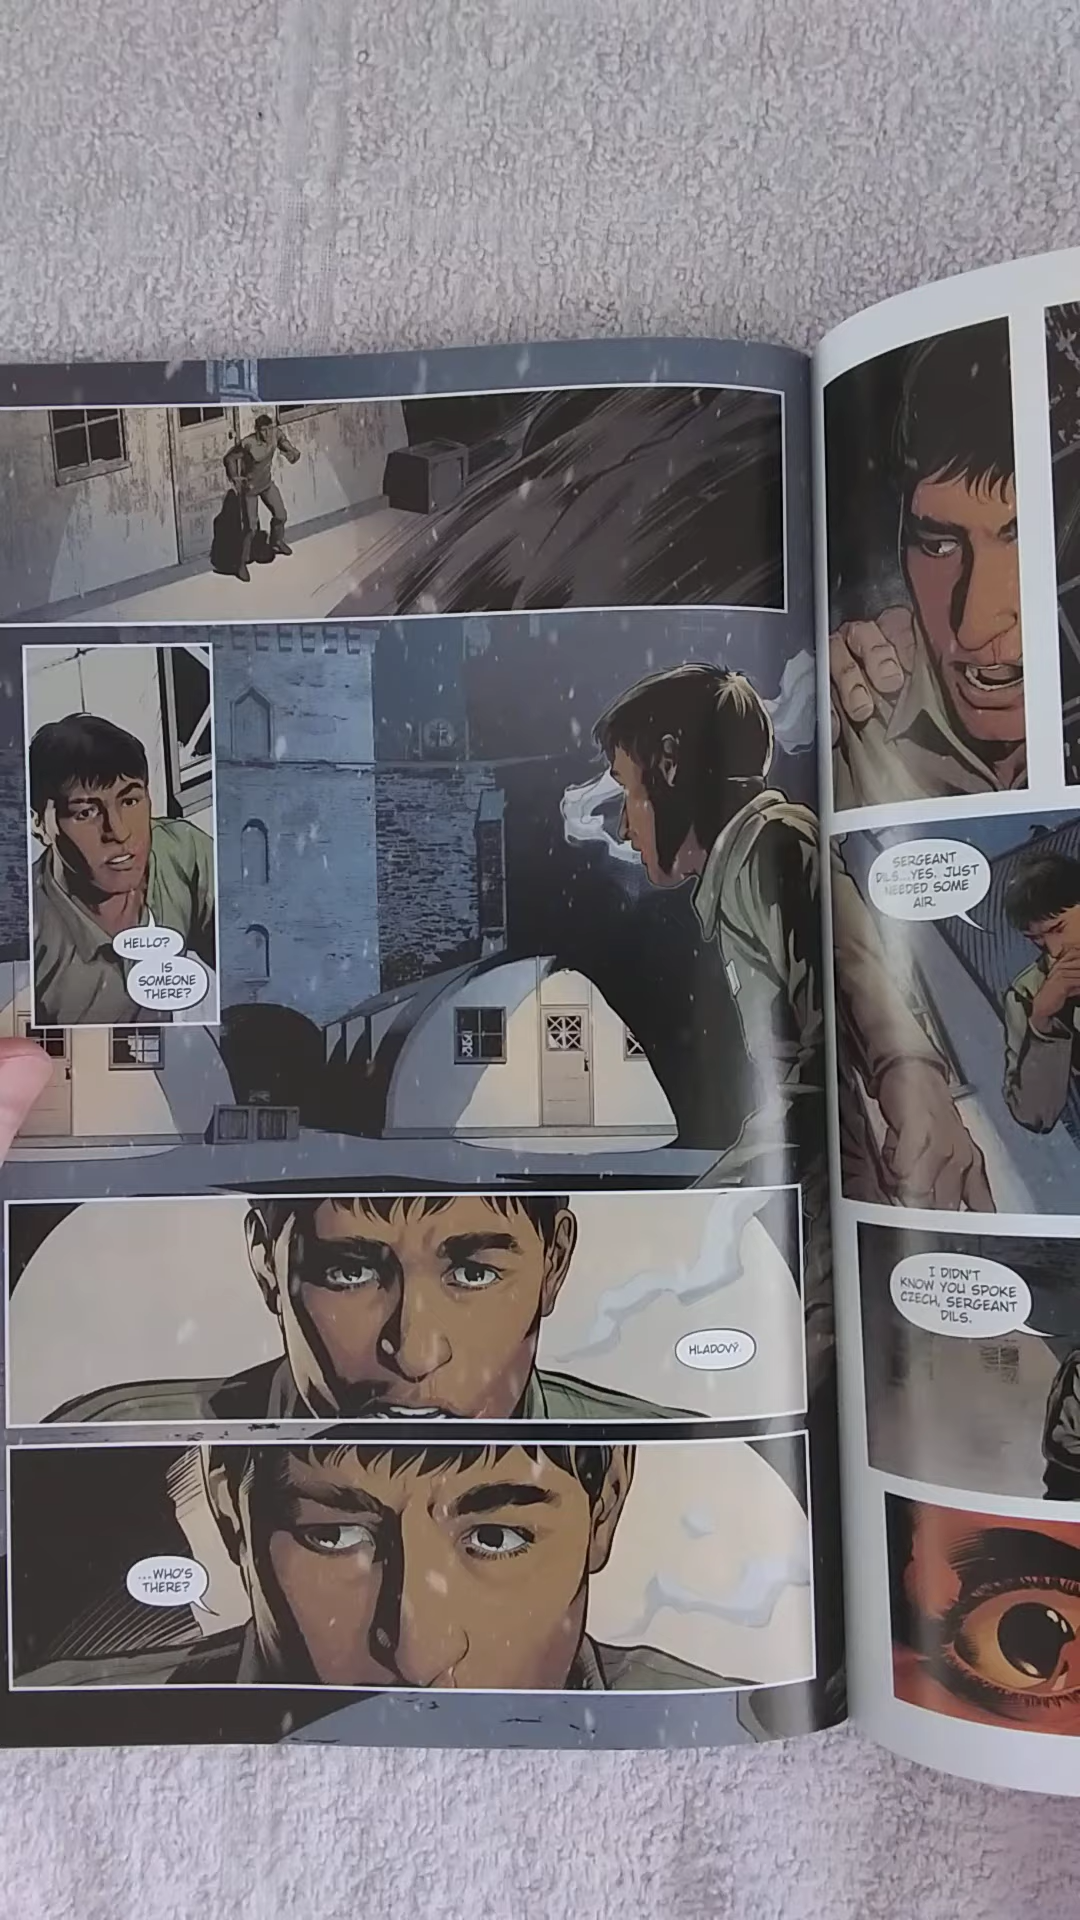 HELLO?
IS
SOMEONE
THERE?
HLADOVÝ?
...WHO'S
THERE?
SERGEANT
DILS...YES. JUST
NEEDED SOME
AIR.
I DIDN'T
KNOW YOU SPOKE
CZECH, SERGEANT
DILS.